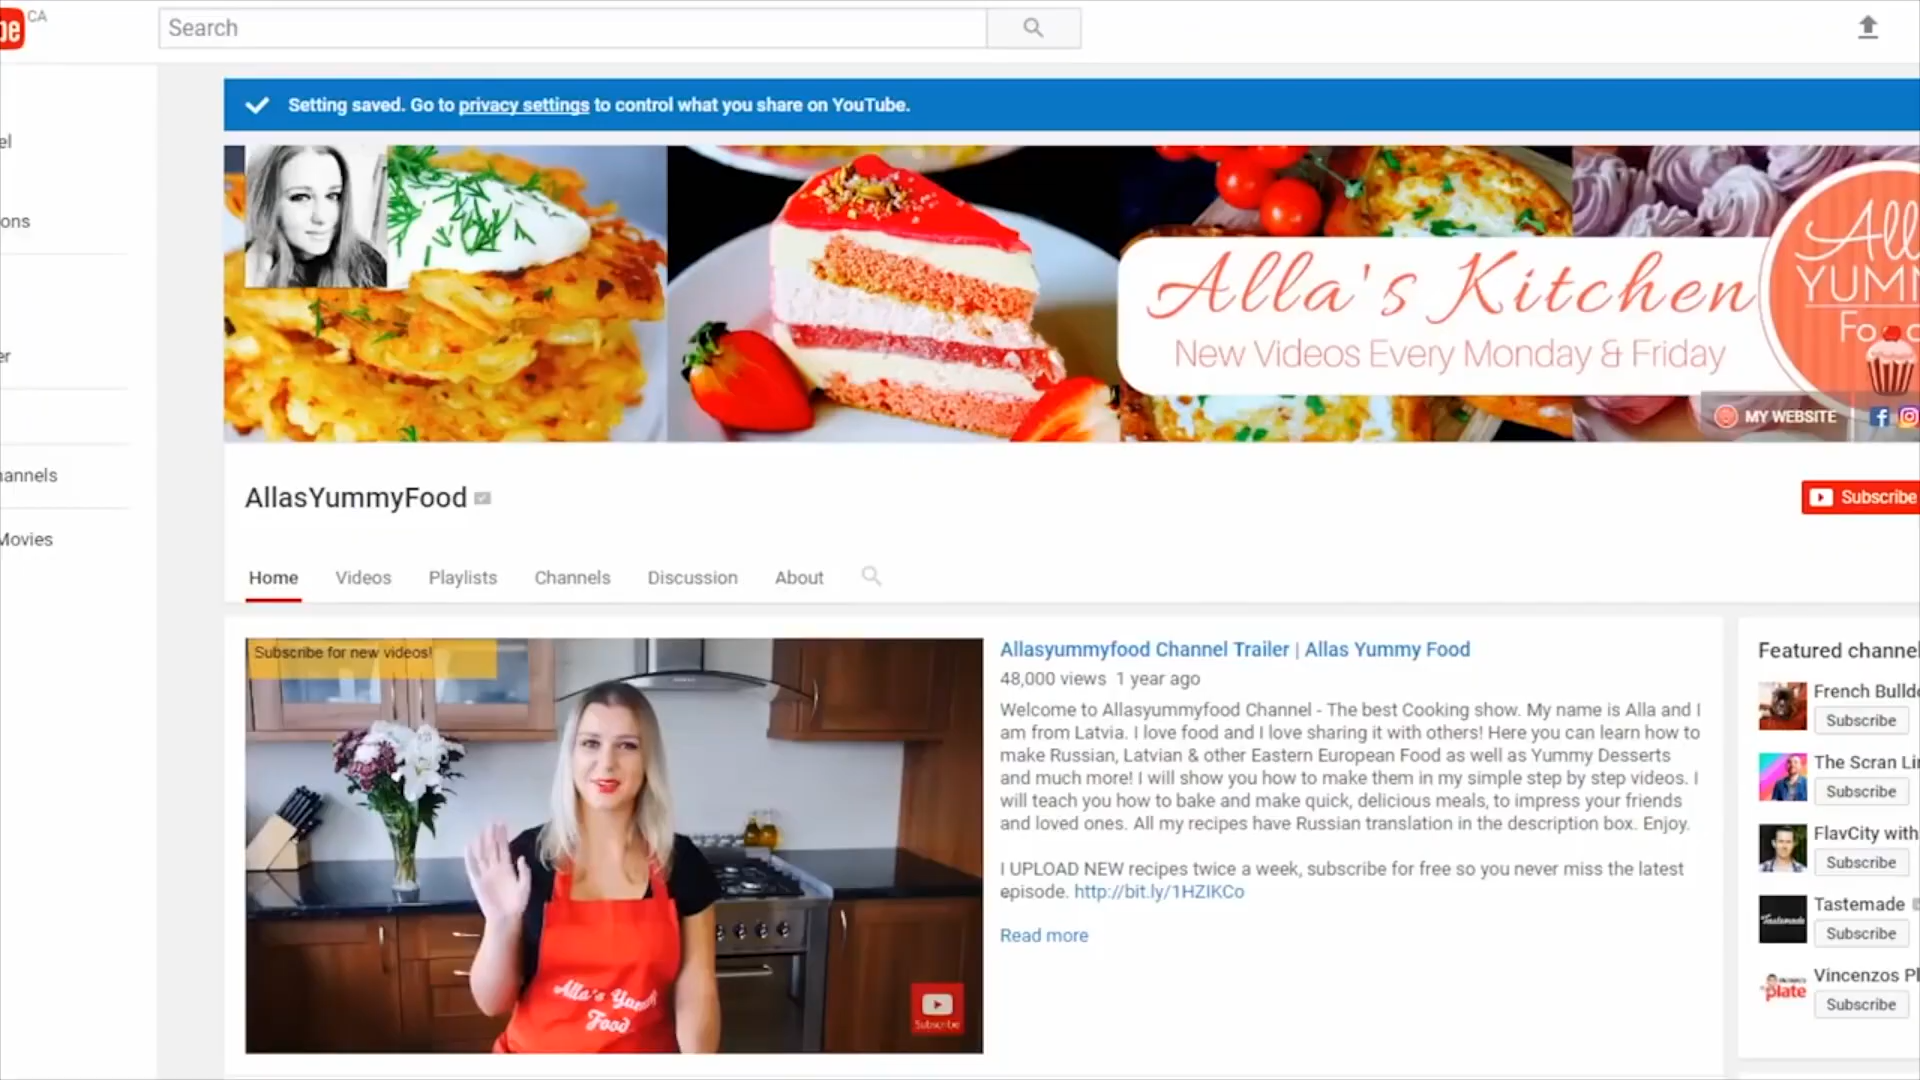 CA
Search
Setting saved. Go to privacy settings to control what you share on YouTube.
Alla's Kitchen
New Videos Every Monday & Friday
MY WEBSITE
AllasYummyFood
Subscribe
Home Videos Playlists Channels Discussion About
Subscribe for new videos!
Alla's Yummy
Food
Subscribe
Allasyummyfood Channel Trailer | Allas Yummy Food
48,000 views 1 year ago
Welcome to Allasyummyfood Channel - The best Cooking show. My name is Alla and I
am from Latvia. I love food and I love sharing it with others! Here you can learn how to
make Russian, Latvian & other Eastern European Food as well as Yummy Desserts
and much more! I will show you how to make them in my simple step by step videos. I
will teach you how to bake and make quick, delicious meals, to impress your friends
and loved ones. All my recipes have Russian translation in the description box. Enjoy.
I UPLOAD NEW recipes twice a week, subscribe for free so you never miss the latest
episode. http://bit.ly/1HZIKCo
Read more
Featured channel
French Bulld
Subscribe
The Scran Li
Subscribe
FlavCity with
Subscribe
Tastemade
Subscribe
Vincenzos Pl
plate
Subscribe
Movies